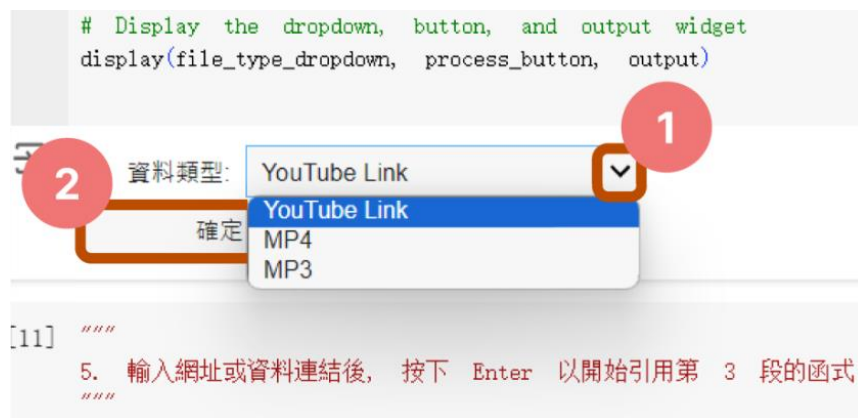 # Display the dropdown, button, and output widget
display(file_type_dropdown, process_button, output)
1
2
資料類型: YouTube Link
YouTube Link
確定
MP4
MP3
[11] """
5. 輸入網址或資料連結後, 按下 Enter 以開始引用第 3 段的函式
"""